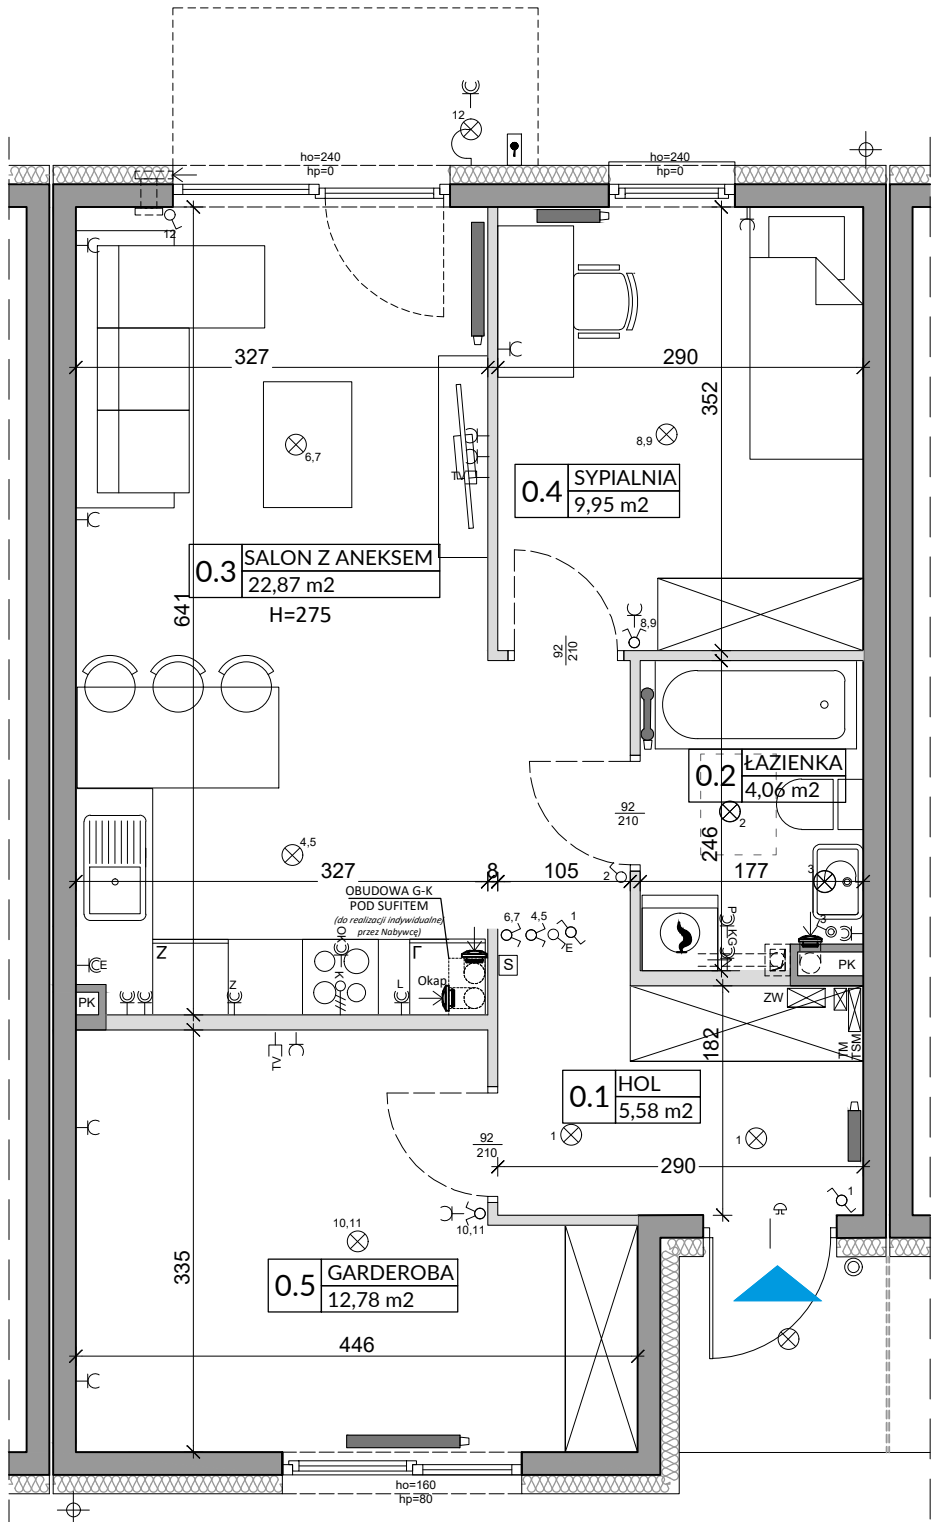 12
ho=240
hp=0
ho=240
hp=0
12
327
290
352
6,7
8,9
TV
0.4
SYPIALNIA
9,95 m2
0.3
SALON Z ANEKSEM
22,87 m2
H=275
641
8,9
92
210
0.2
ŁAZIENKA
4,06 m2
92
210
2
246
4,5
327
8
105
2
177
3
OBUDOWA G-K
POD SUFITEM
(do realizacji indywidualnej
przez Nabywcę)
6,7
4,5
1
E
3
P
KG
OK
Z
S
PK
E
Z
K
L
Okap
PK
ZW
TM
TSM
182
TV
0.1
HOL
5,58 m2
1
1
92
210
290
1
10,11
10,11
335
0.5
GARDEROBA
12,78 m2
446
ho=160
hp=80